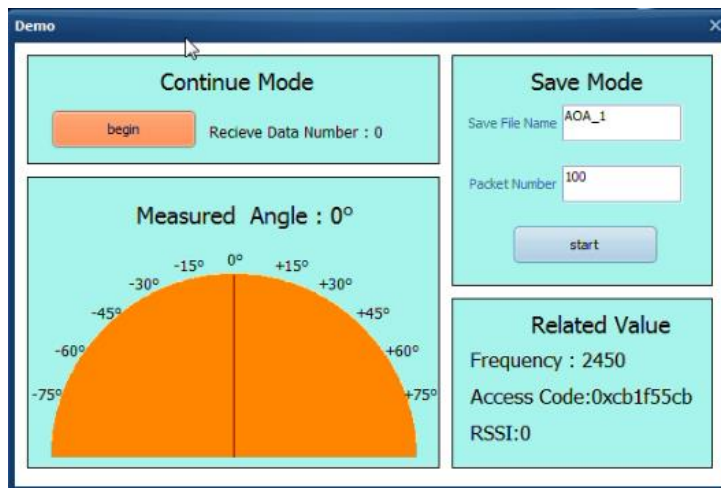 Demo
Continue Mode
begin
Recieve Data Number : 0
Measured Angle : 0°
-75°
-60°
-45°
-30°
-15°
0°
+15°
+30°
+45°
+60°
+75°
Save Mode
Save File Name AOA_1
Packet Number 100
start
Related Value
Frequency : 2450
Access Code:0xcb1f55cb
RSSI:0